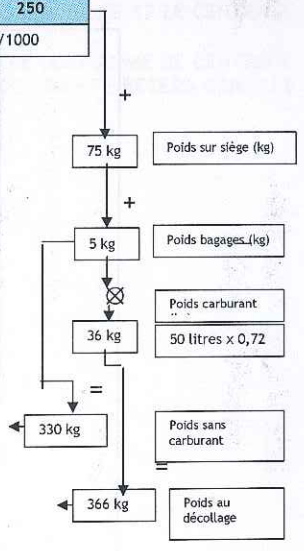 250
/1000
+
75 kg
Poids sur siège (kg)
+
5 kg
Poids bagages (kg)
Poids carburant
36 kg
50 litres x 0,72
=
330 kg
Poids sans
carburant
=
366 kg
Poids au
décollage